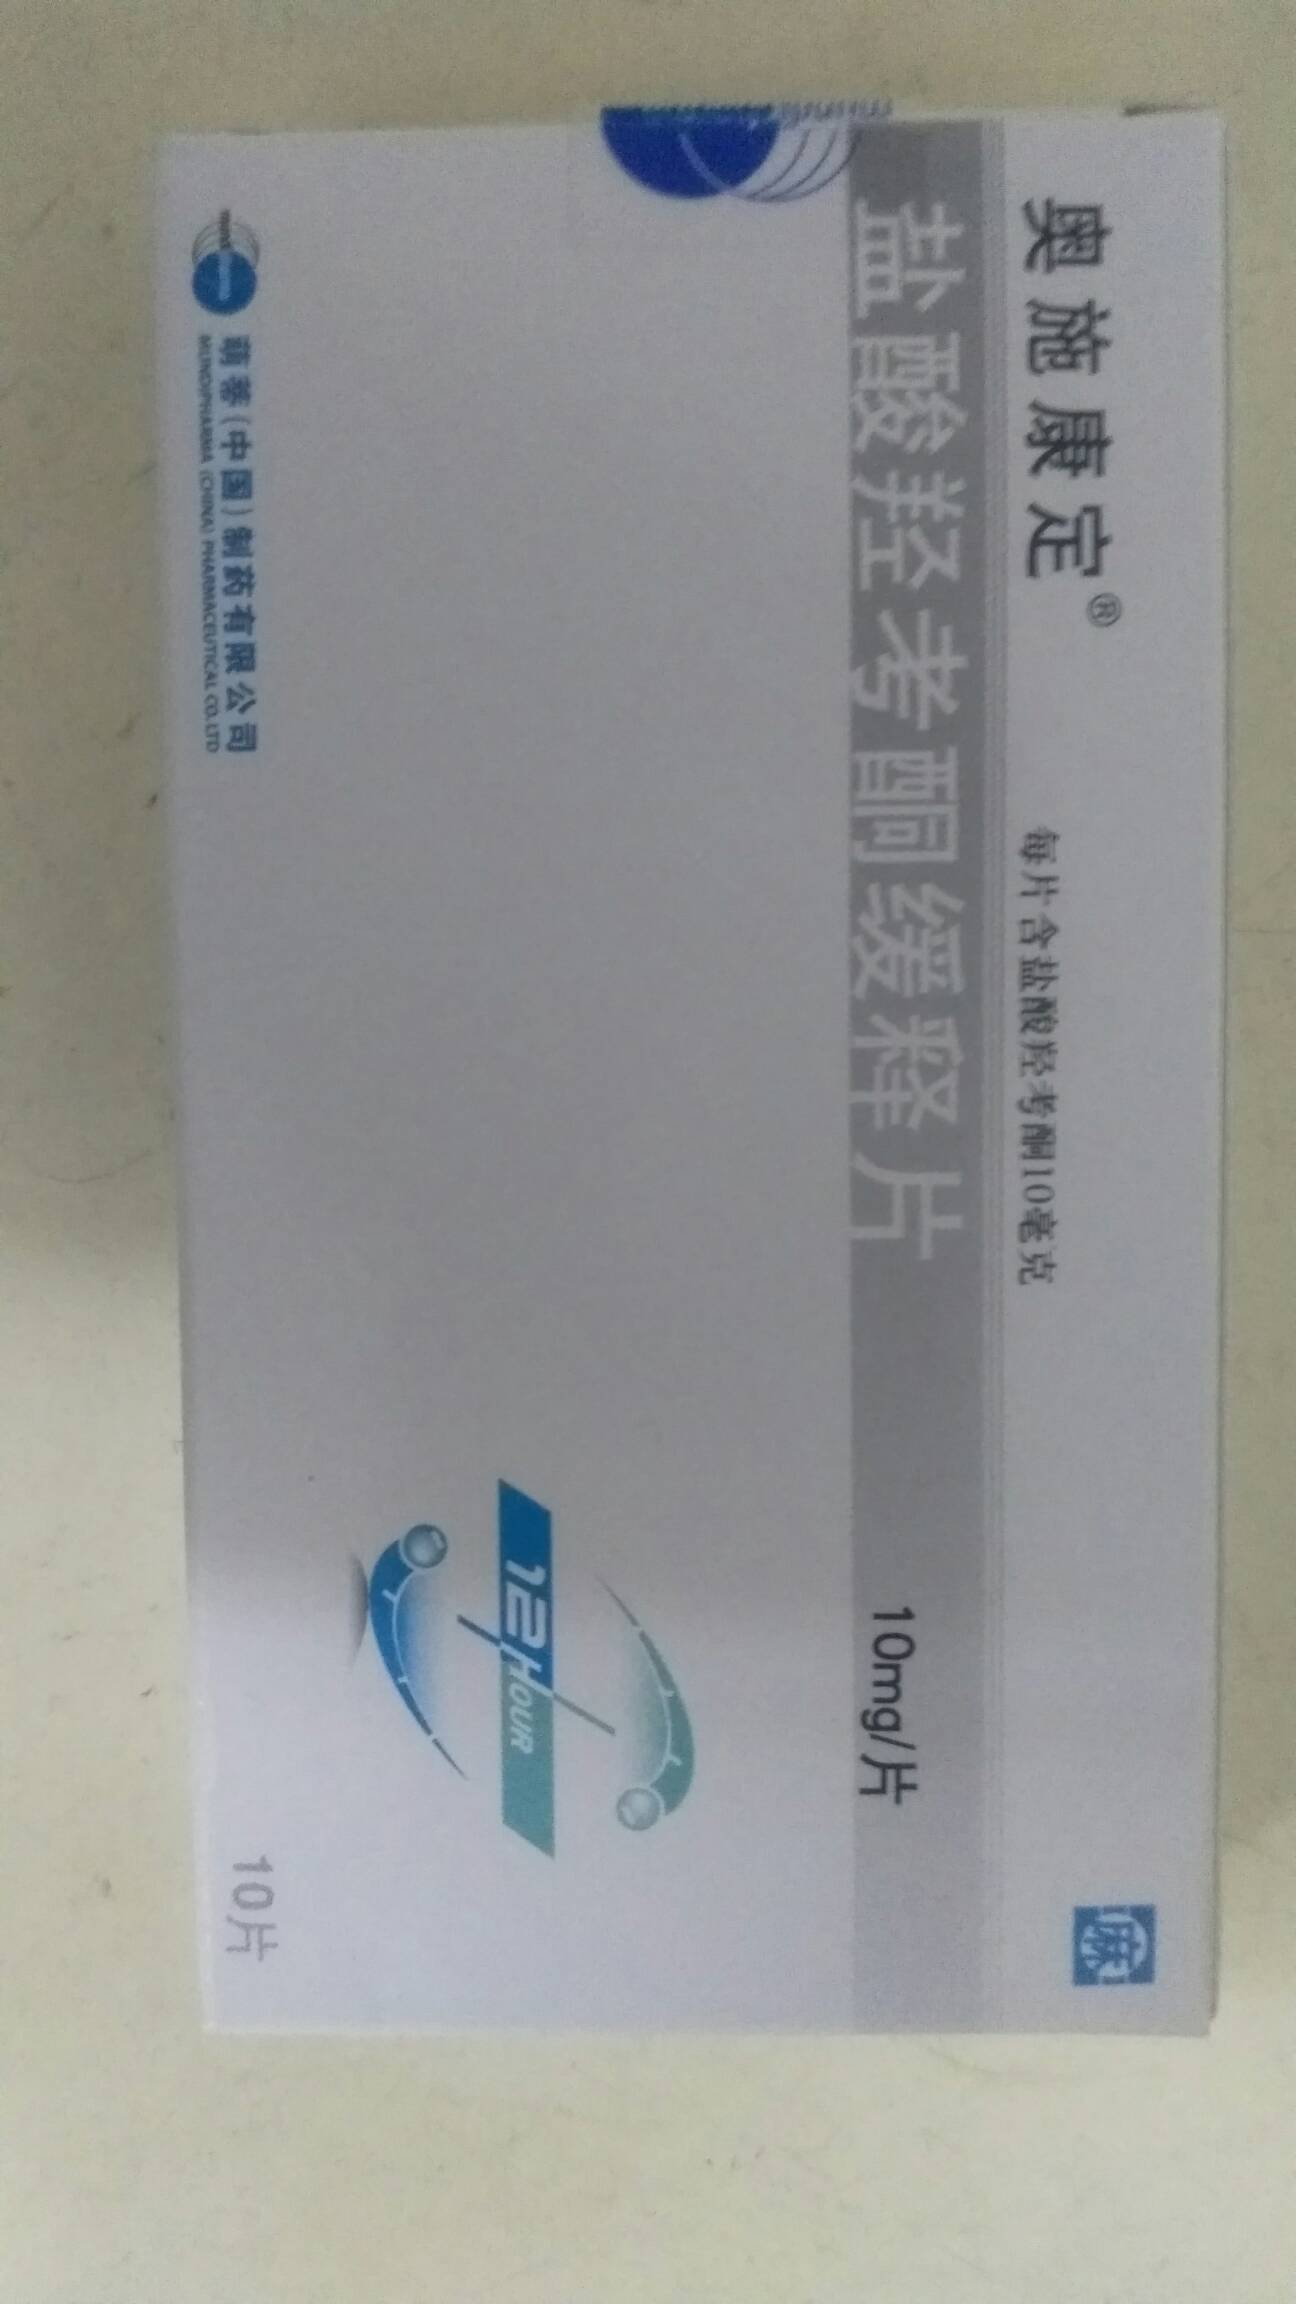 奥施康定®
每片含盐酸羟考酮10毫克
盐酸羟考酮缓释片
10mg/片
麻
12HOUR
萌蒂(中国)制药有限公司
MUNDIPHARMA (CHINA) PHARMACEUTICAL CO.LTD
10片